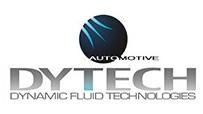 AUTOMOTIVE
DYTECH
DYNAMIC FLUID TECHNOLOGIES